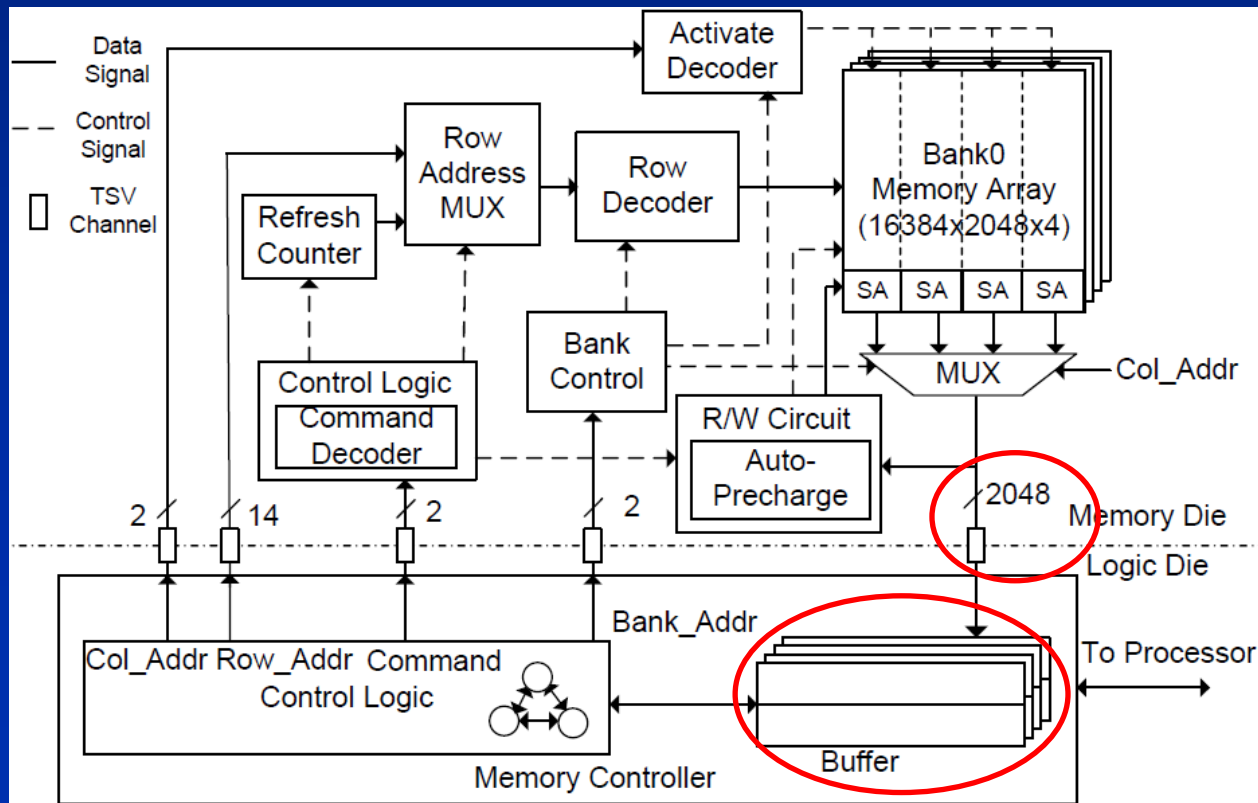 Data
Signal
Control
Signal
TSV
Channel
Activate
Decoder
Row
Address
MUX
Row
Decoder
Refresh
Counter
Bank0
Memory Array
(16384x2048x4)
SA SA SA SA
MUX
Col_Addr
Bank
Control
Control Logic
Command
Decoder
R/W Circuit
Auto-
Precharge
2 14 2 2 2048
Memory Die
Logic Die
Bank_Addr
Col_Addr Row_Addr Command
Control Logic
To Processor
Buffer
Memory Controller